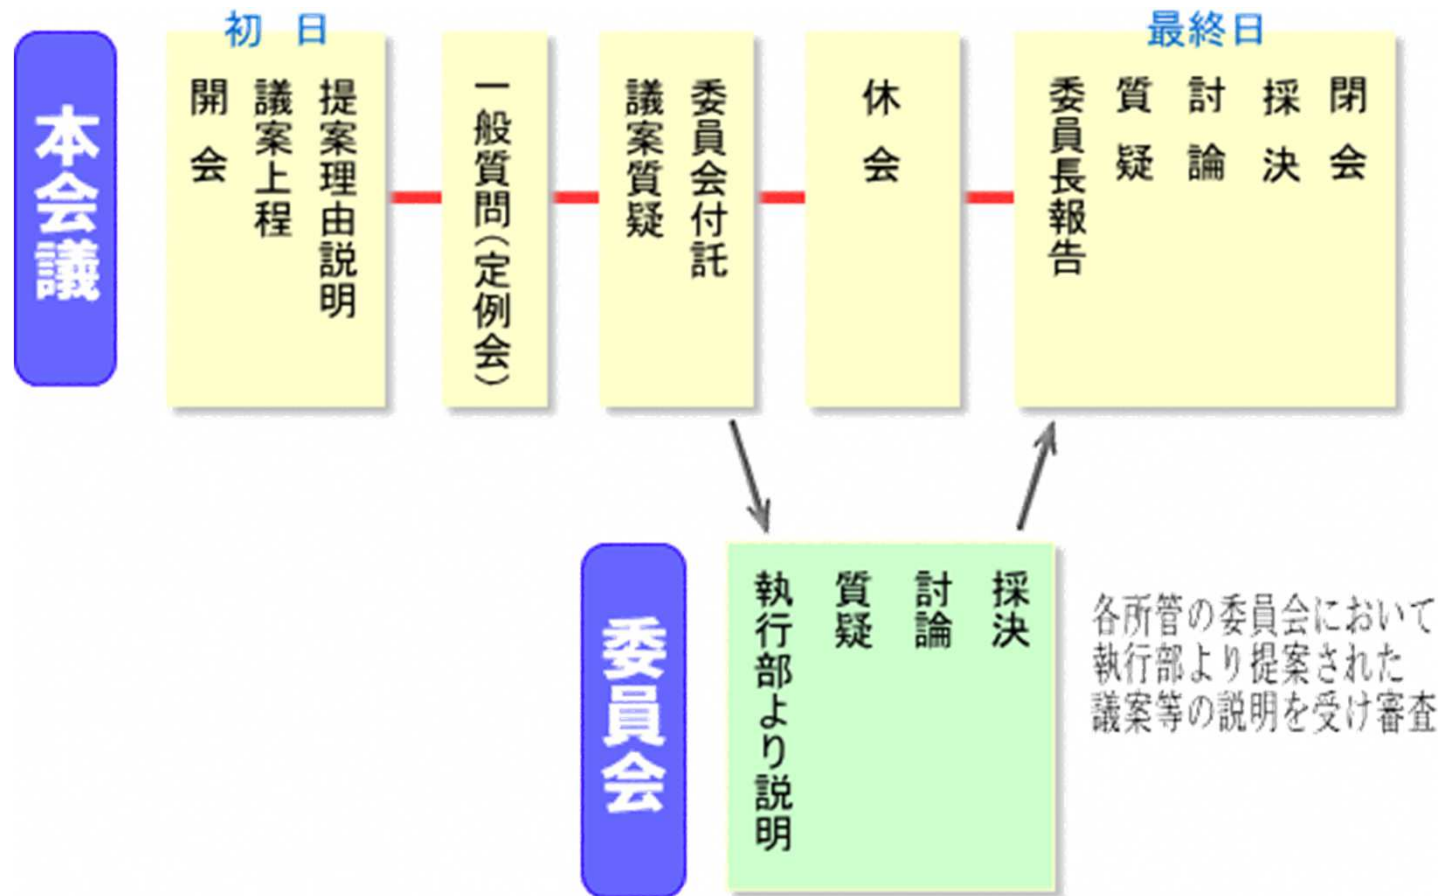 本会議
初日
開会
議案上程
提案理由説明
一般質問（定例会）
議案質疑
委員会付託
休会
最終日
委員長報告
質疑
討論
採決
閉会
委員会
執行部より説明
質疑
討論
採決
各所管の委員会において
執行部より提案された
議案等の説明を受け審査